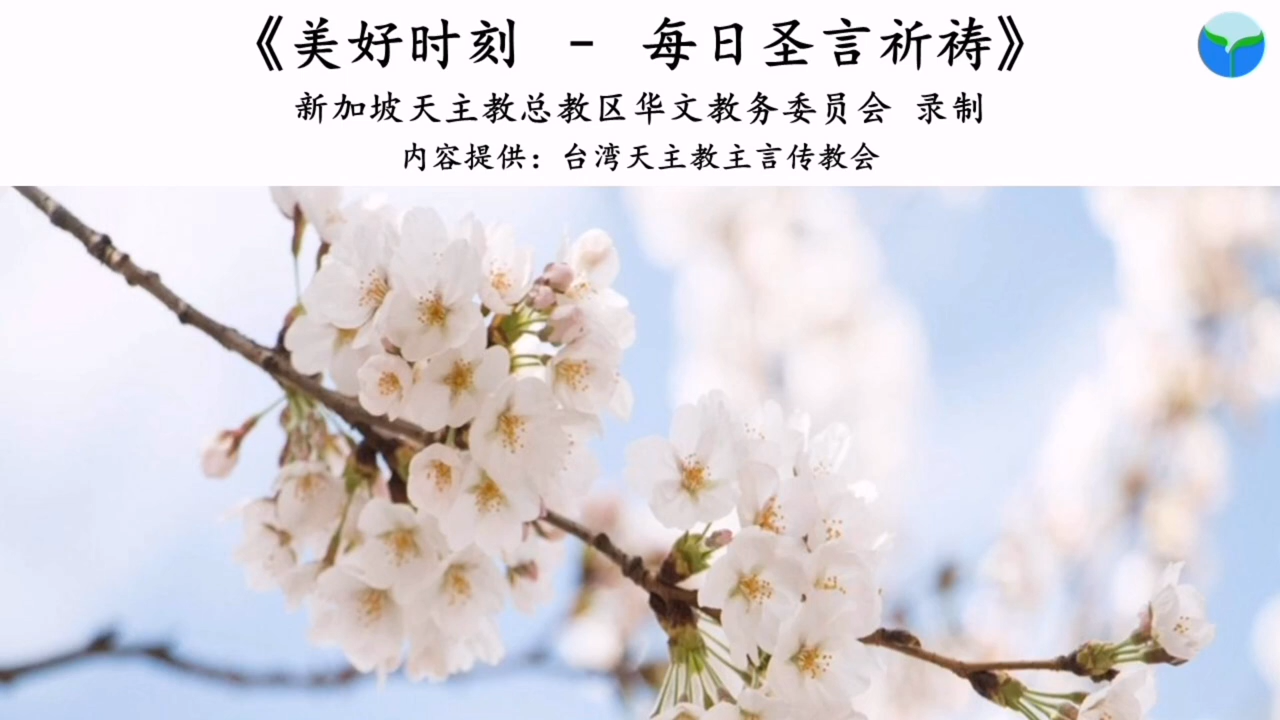 《美好时刻 - 每日圣言祈祷》
新加坡天主教总教区华文教务委员会 录制
内容提供：台湾天主教主言传教会